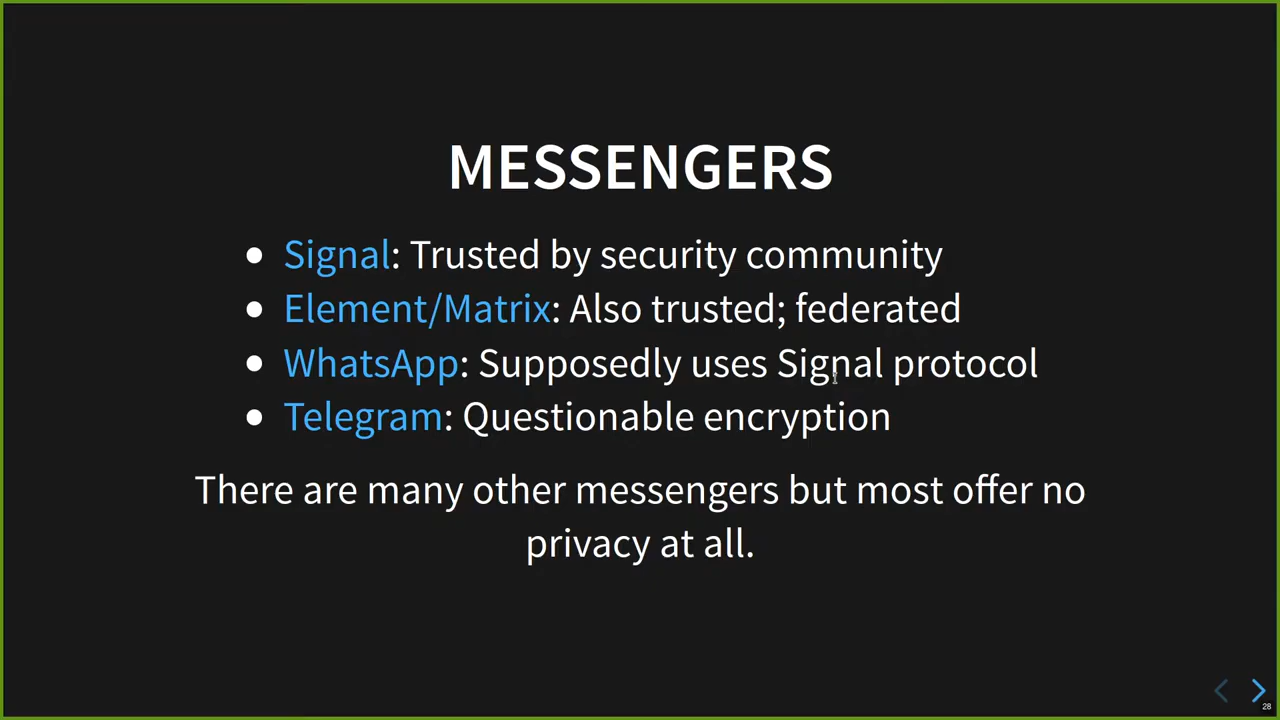 MESSENGERS
• Signal: Trusted by security community
• Element/Matrix: Also trusted; federated
• WhatsApp: Supposedly uses Signal protocol
• Telegram: Questionable encryption
There are many other messengers but most offer no
privacy at all.
28